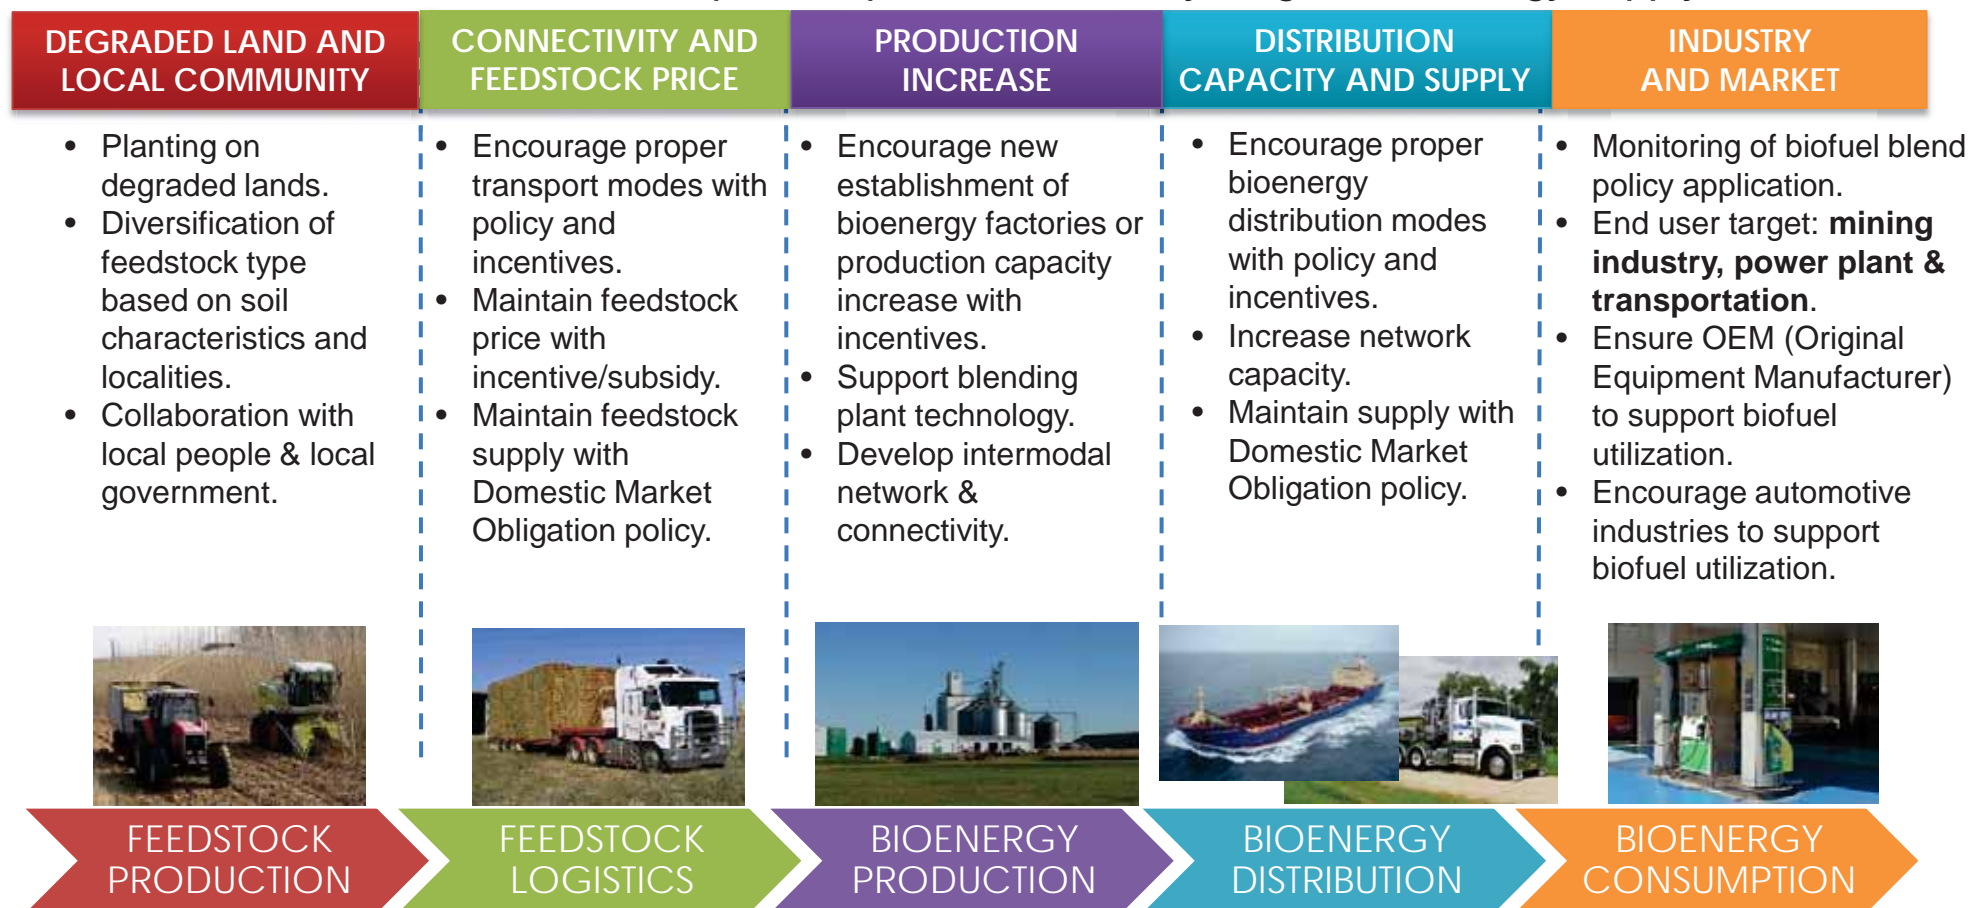 DEGRADED LAND AND
LOCAL COMMUNITY
• Planting on
degraded lands.
• Diversification of
feedstock type
based on soil
characteristics and
localities.
• Collaboration with
local people & local
government.
CONNECTIVITY AND
FEEDSTOCK PRICE
• Encourage proper
transport modes with
policy and
incentives.
• Maintain feedstock
price with
incentive/subsidy.
• Maintain feedstock
supply with
Domestic Market
Obligation policy.
PRODUCTION
INCREASE
• Encourage new
establishment of
bioenergy factories or
production capacity
increase with
incentives.
• Support blending
plant technology.
• Develop intermodal
network &
connectivity.
DISTRIBUTION
CAPACITY AND SUPPLY
• Encourage proper
bioenergy
distribution modes
with policy and
incentives.
• Increase network
capacity.
• Maintain supply with
Domestic Market
Obligation policy.
INDUSTRY
AND MARKET
• Monitoring of biofuel blend
policy application.
• End user target: mining
industry, power plant &
transportation.
• Ensure OEM (Original
Equipment Manufacturer)
to support biofuel
utilization.
• Encourage automotive
industries to support
biofuel utilization.
FEEDSTOCK
PRODUCTION
FEEDSTOCK
LOGISTICS
BIOENERGY
PRODUCTION
BIOENERGY
DISTRIBUTION
BIOENERGY
CONSUMPTION